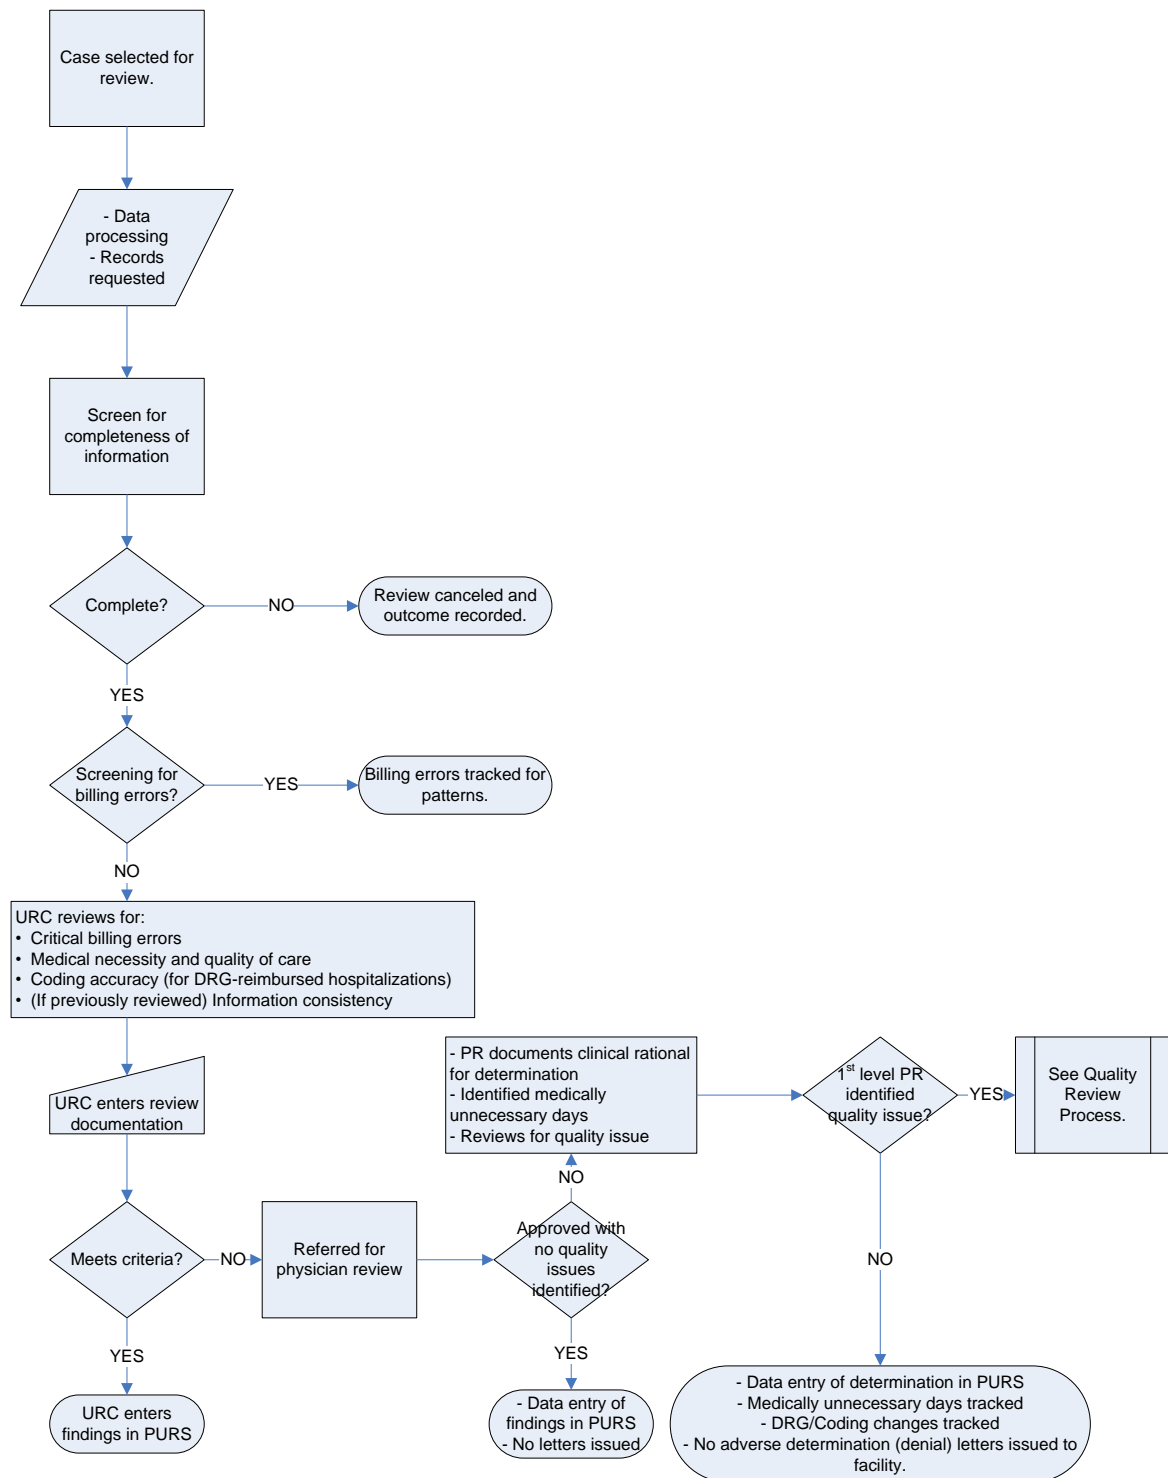 Case selected for
review.
- Data
processing
- Records
requested
Screen for
completeness of
information
Complete?
NO
Review canceled and
outcome recorded.
YES
Screening for
billing errors?
YES
Billing errors tracked for
patterns.
NO
URC reviews for:
• Critical billing errors
• Medical necessity and quality of care
• Coding accuracy (for DRG-reimbursed hospitalizations)
• (If previously reviewed) Information consistency
URC enters review
documentation
Meets criteria?
NO
Referred for
physician review
YES
URC enters
findings in PURS
Approved with
no quality
issues
identified?
NO
- PR documents clinical rational
for determination
- Identified medically
unnecessary days
- Reviews for quality issue
YES
- Data entry of
findings in PURS
- No letters issued
1st level PR
identified
quality issue?
YES
See Quality
Review
Process.
NO
- Data entry of determination in PURS
- Medically unnecessary days tracked
- DRG/Coding changes tracked
- No adverse determination (denial) letters issued to
facility.